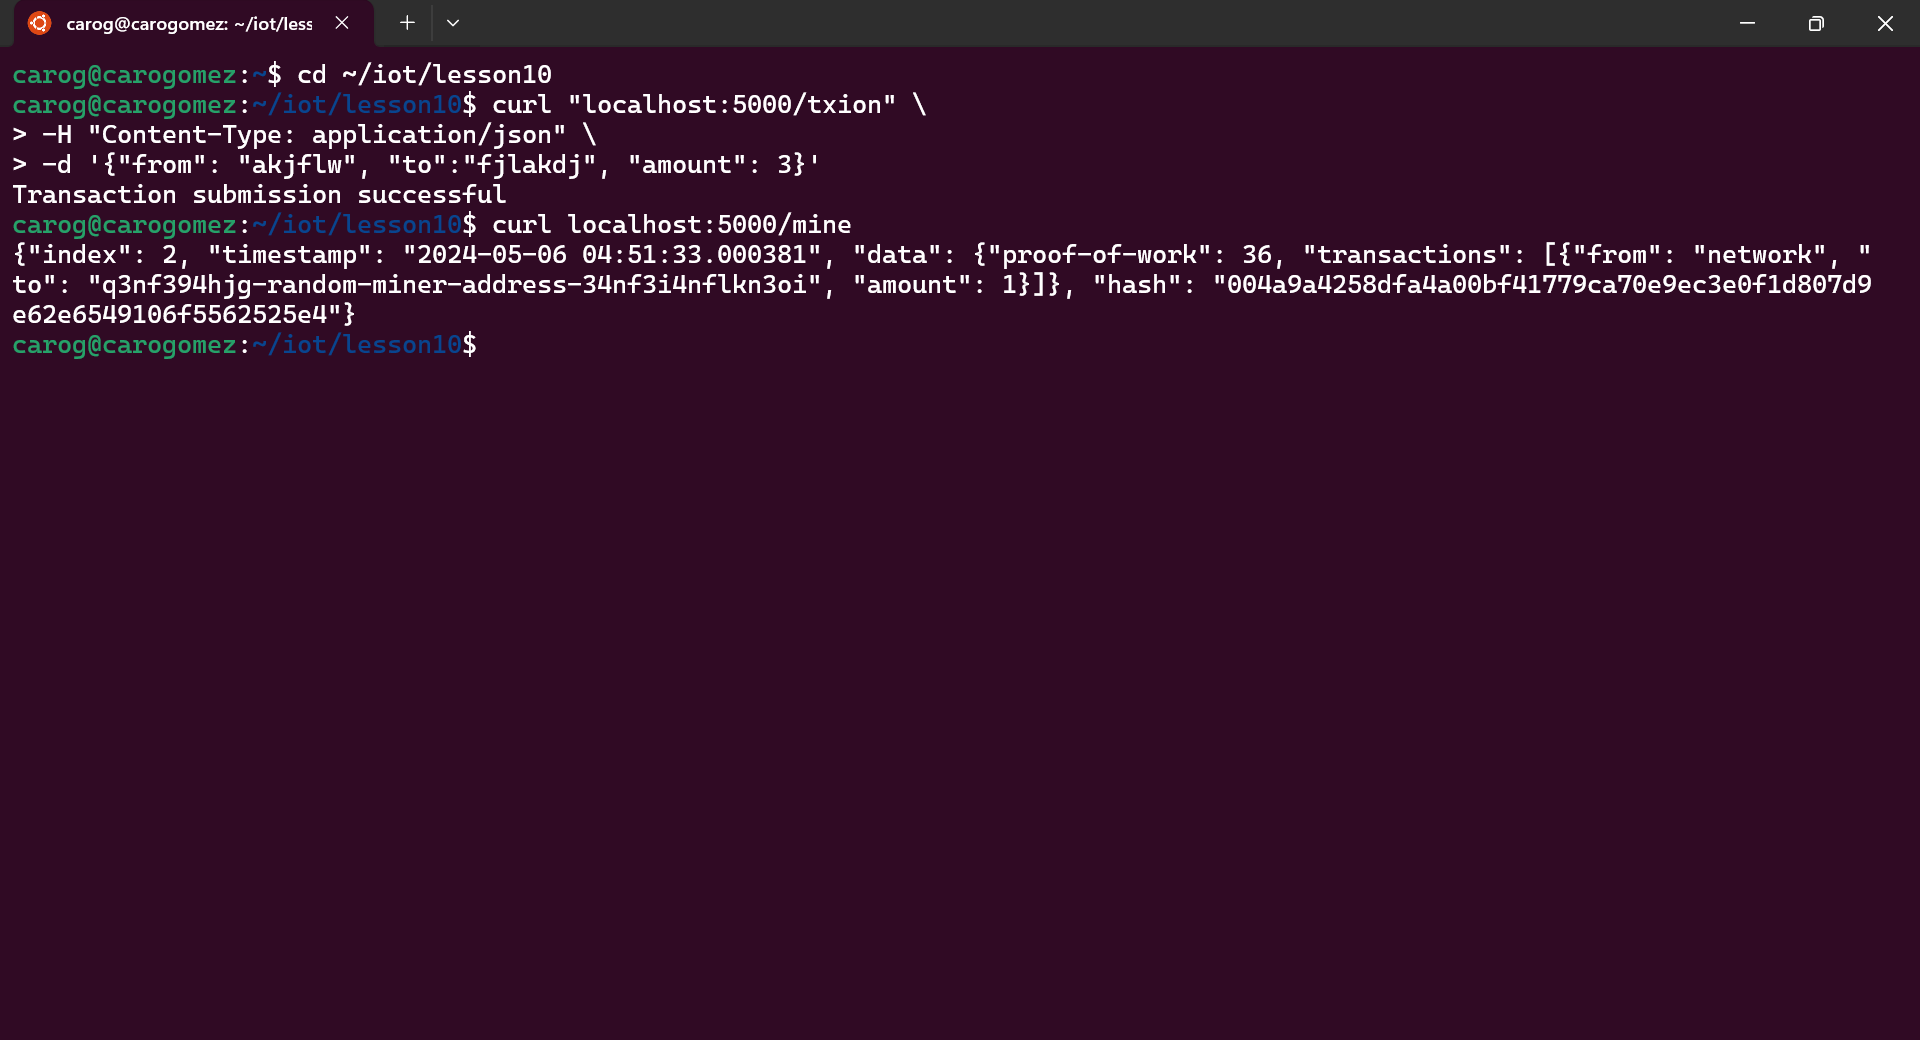 carog@carogomez: ~/iot/less
carog@carogomez:~$ cd ~/iot/lesson10
carog@carogomez:~/iot/lesson10$ curl "localhost:5000/txion" \
> -H "Content-Type: application/json" \
> -d '{"from": "akjflw", "to":"fjlakdj", "amount": 3}'
Transaction submission successful
carog@carogomez:~/iot/lesson10$ curl localhost:5000/mine
{"index": 2, "timestamp": "2024-05-06 04:51:33.000381", "data": {"proof-of-work": 36, "transactions": [{"from": "network", "
to": "q3nf394hjg-random-miner-address-34nf3i4nflkn3oi", "amount": 1}]}, "hash": "004a9a4258dfa4a00bf41779ca70e9ec3e0f1d807d9
e62e6549106f5562525e4"}
carog@carogomez:~/iot/lesson10$